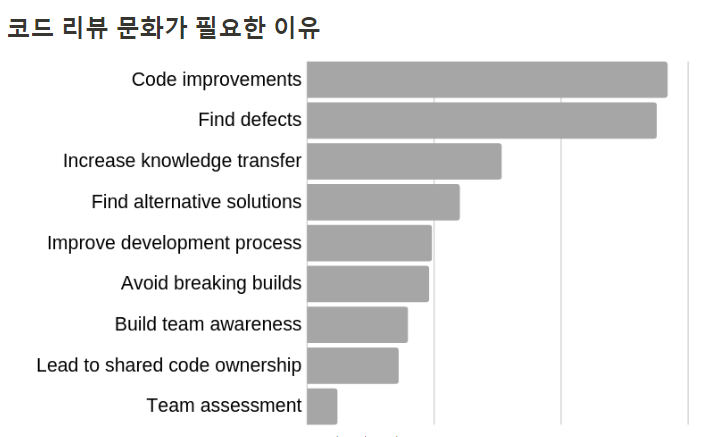 코드 리뷰 문화가 필요한 이유
Code improvements
Find defects
Increase knowledge transfer
Find alternative solutions
Improve development process
Avoid breaking builds
Build team awareness
Lead to shared code ownership
Team assessment